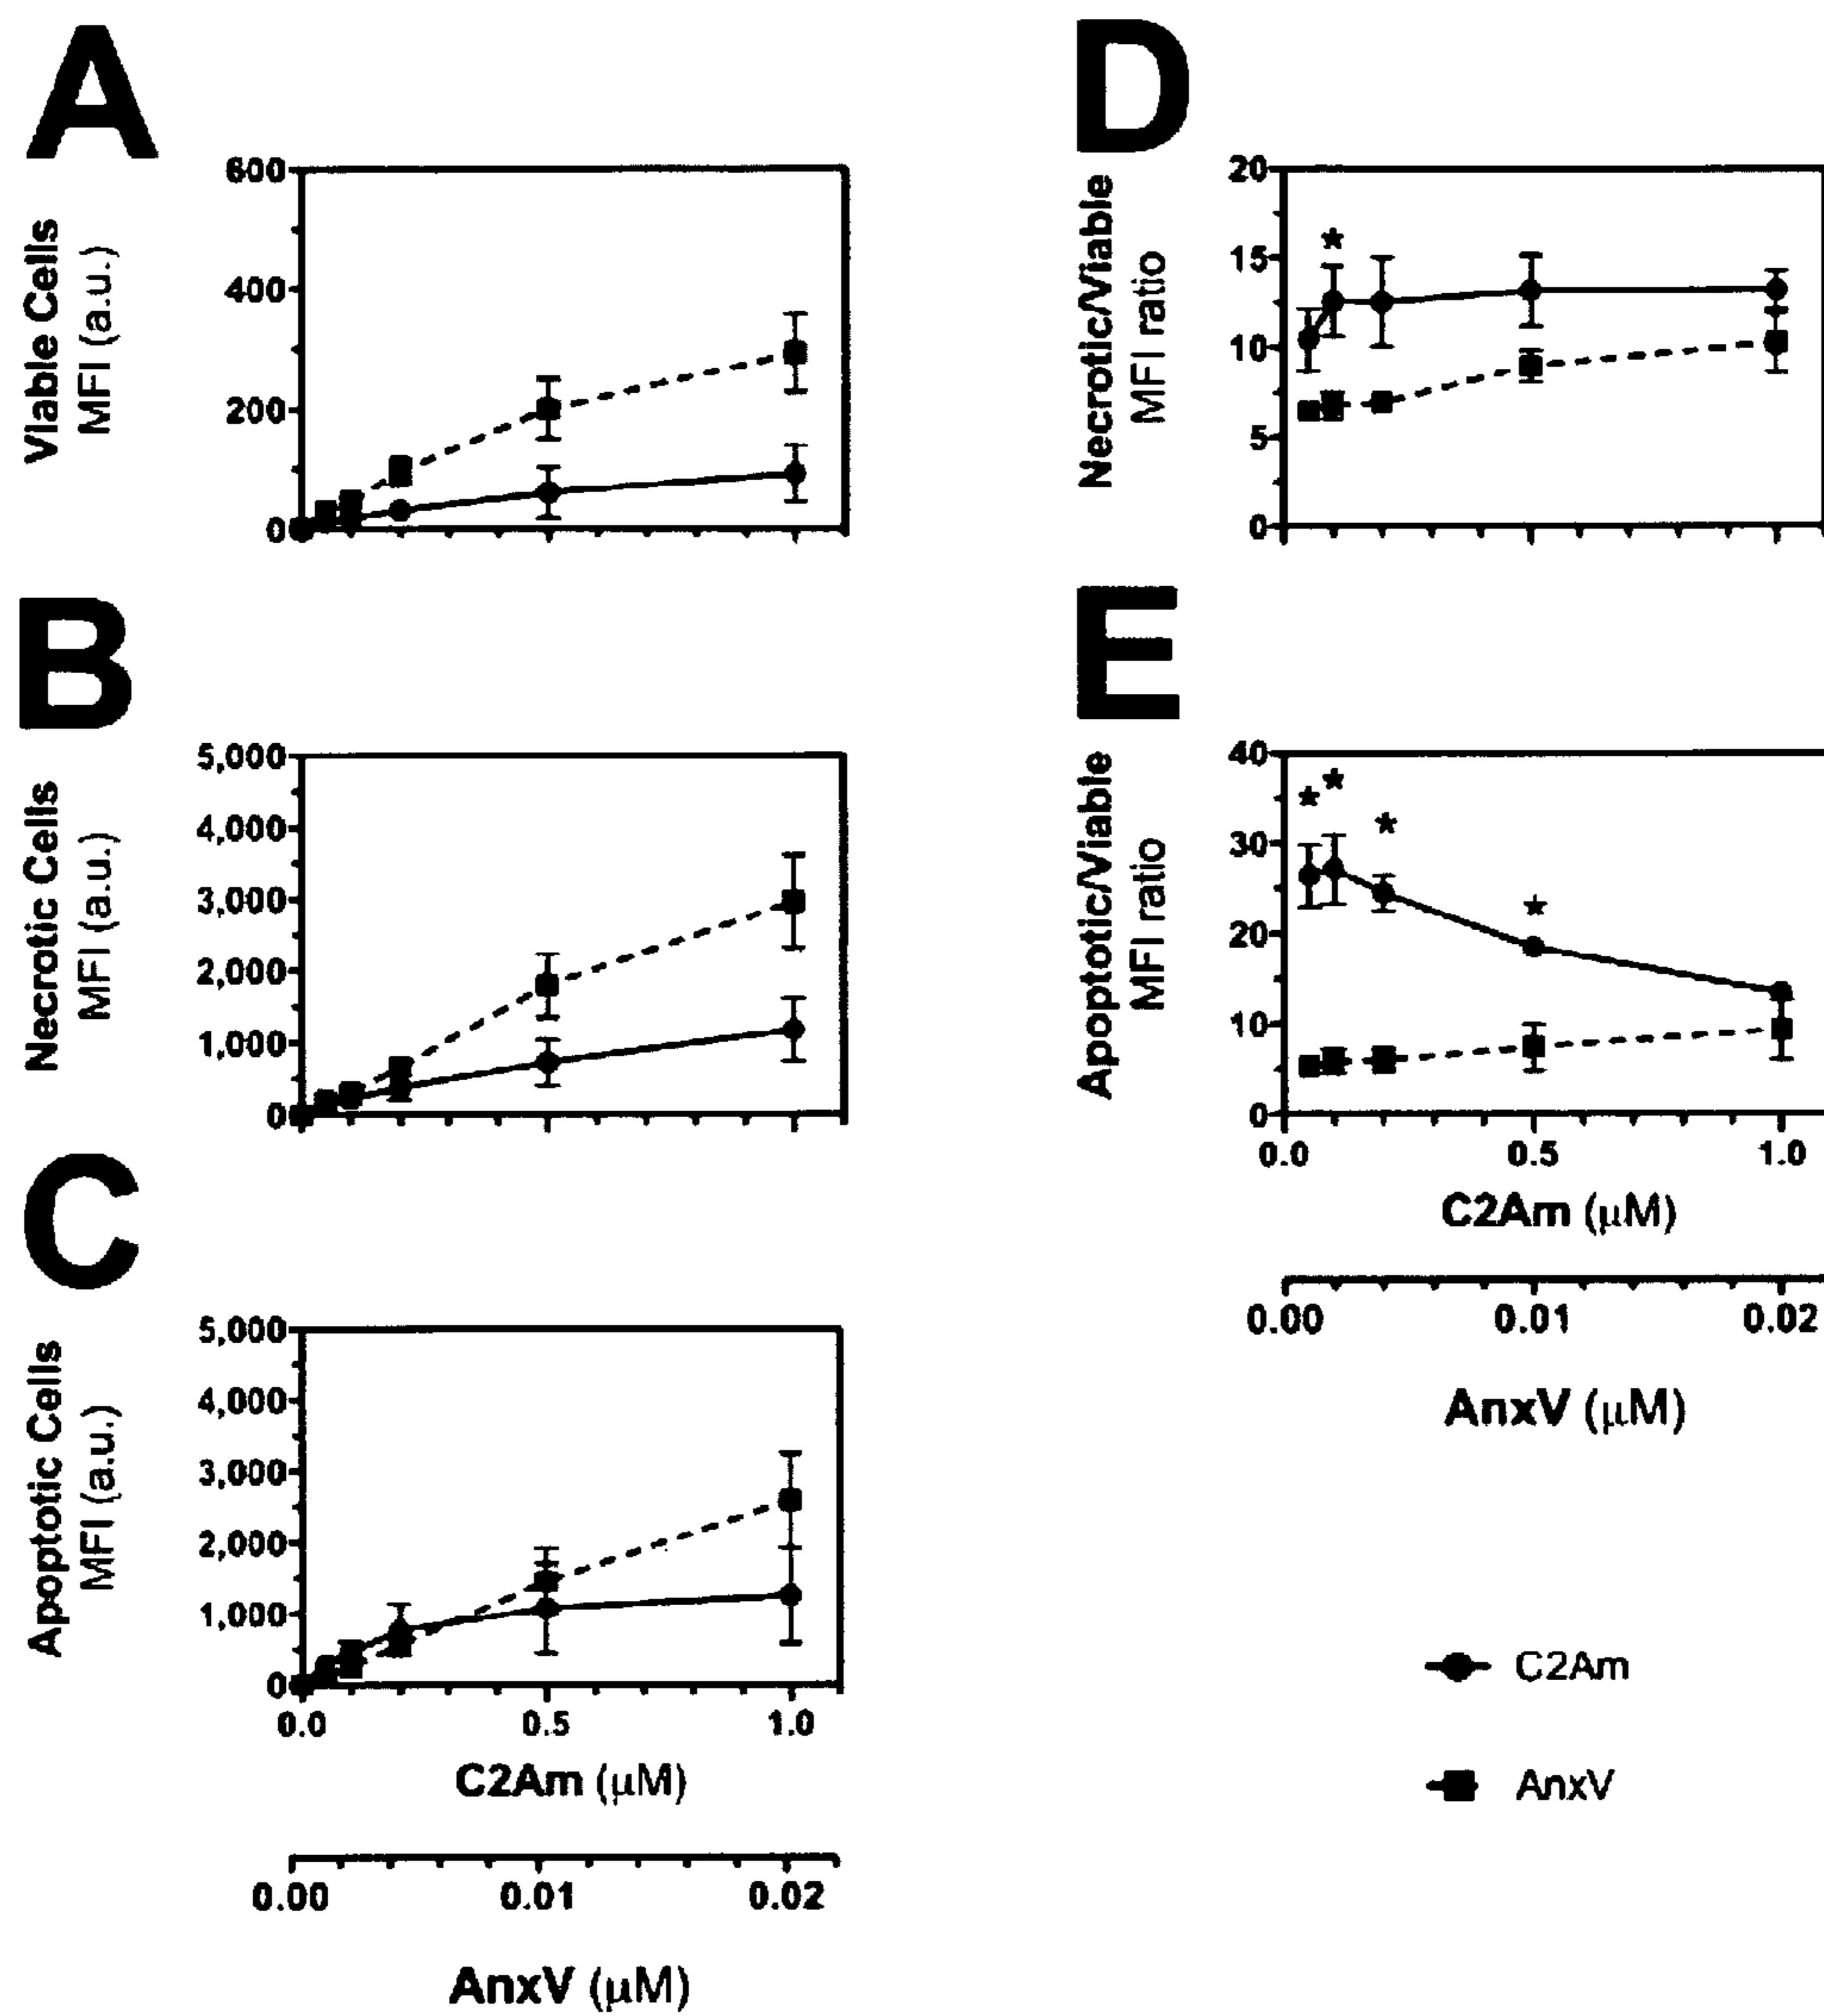 A
Viable Cells
MFI (a.u.)
600
400
200
0
B
Necrotic Cells
MFI (a.u.)
5,000
4,000
3,000
2,000
1,000
0
C
Apoptotic Cells
MFI (a.u.)
5,000
4,000
3,000
2,000
1,000
0
0.0 0.5 1.0
C2Am (μM)
0.00 0.01 0.02
AnxV (μM)
D
Necrotic/Viable
MFI ratio
20
15
10
5
0
*
E
Apoptotic/Viable
MFI ratio
40
30
20
10
0
* * * *
0.0 0.5 1.0
C2Am (μM)
0.00 0.01 0.02
AnxV (μM)
C2Am
AnxV